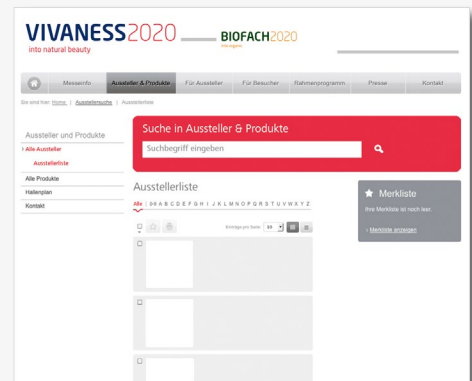 VIVANESS2020
into natural beauty
BIOFACH2020
into organic
Messeinfo
Aussteller & Produkte
Für Aussteller
Für Besucher
Rahmenprogramm
Presse
Kontakt
Sie sind hier: Home | Ausstellersuche | Ausstellerliste
Aussteller und Produkte
› Alle Aussteller
Ausstellerliste
Alle Produkte
Hallenplan
Kontakt
Suche in Aussteller & Produkte
Suchbegriff eingeben
Ausstellerliste
Alle | 0-9 A B C D E F G H I J K L M N O P Q R S T U V W X Y Z
Einträge pro Seite: 10
Merkliste
Ihre Merkliste ist noch leer.
› Merkliste anzeigen